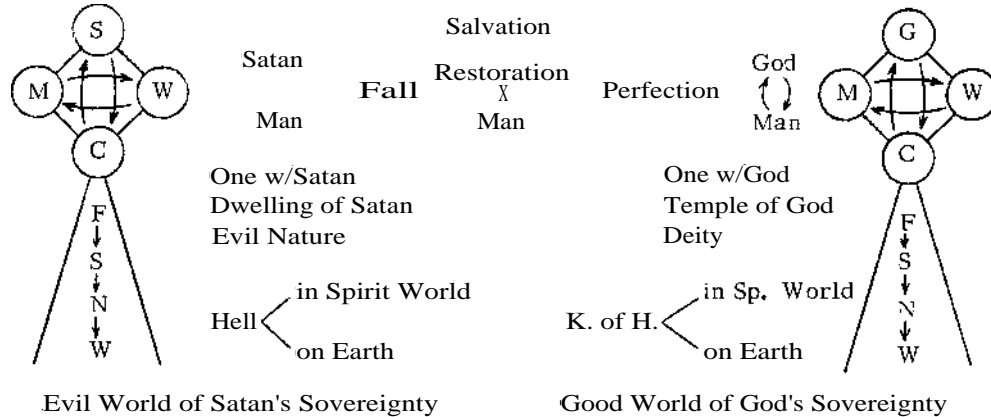 S
M W
C
F
S
N
W
Satan
Man
Fall
Salvation
Restoration
X
Man
Perfection
God
Man
G
M W
C
F
S
N
W
One w/Satan
Dwelling of Satan
Evil Nature
One w/God
Temple of God
Deity
Hell
in Spirit World
on Earth
K. of H.
in Sp. World
on Earth
Evil World of Satan's Sovereignty
Good World of God's Sovereignty